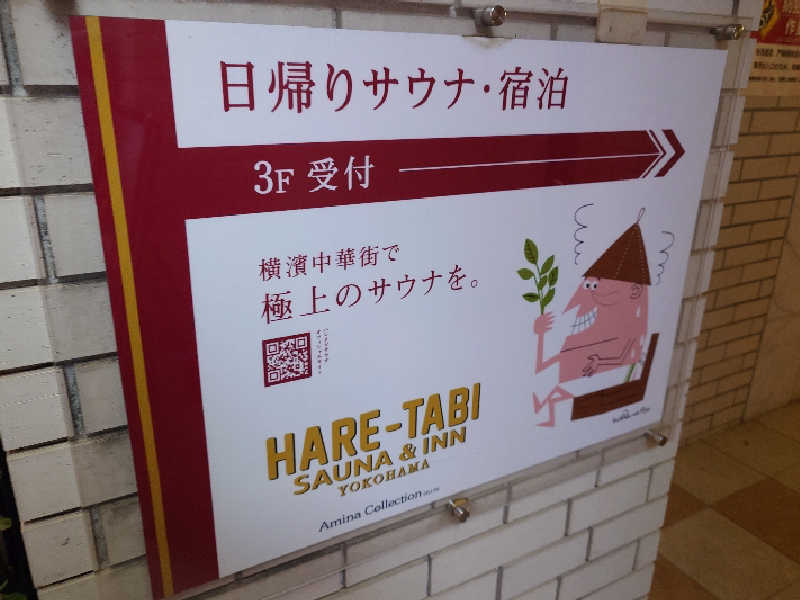 日帰りサウナ・宿泊
3F 受付
横濱中華街で
極上のサウナを。
HARE-TABI
SAUNA & INN
YOKOHAMA
Amina Collection